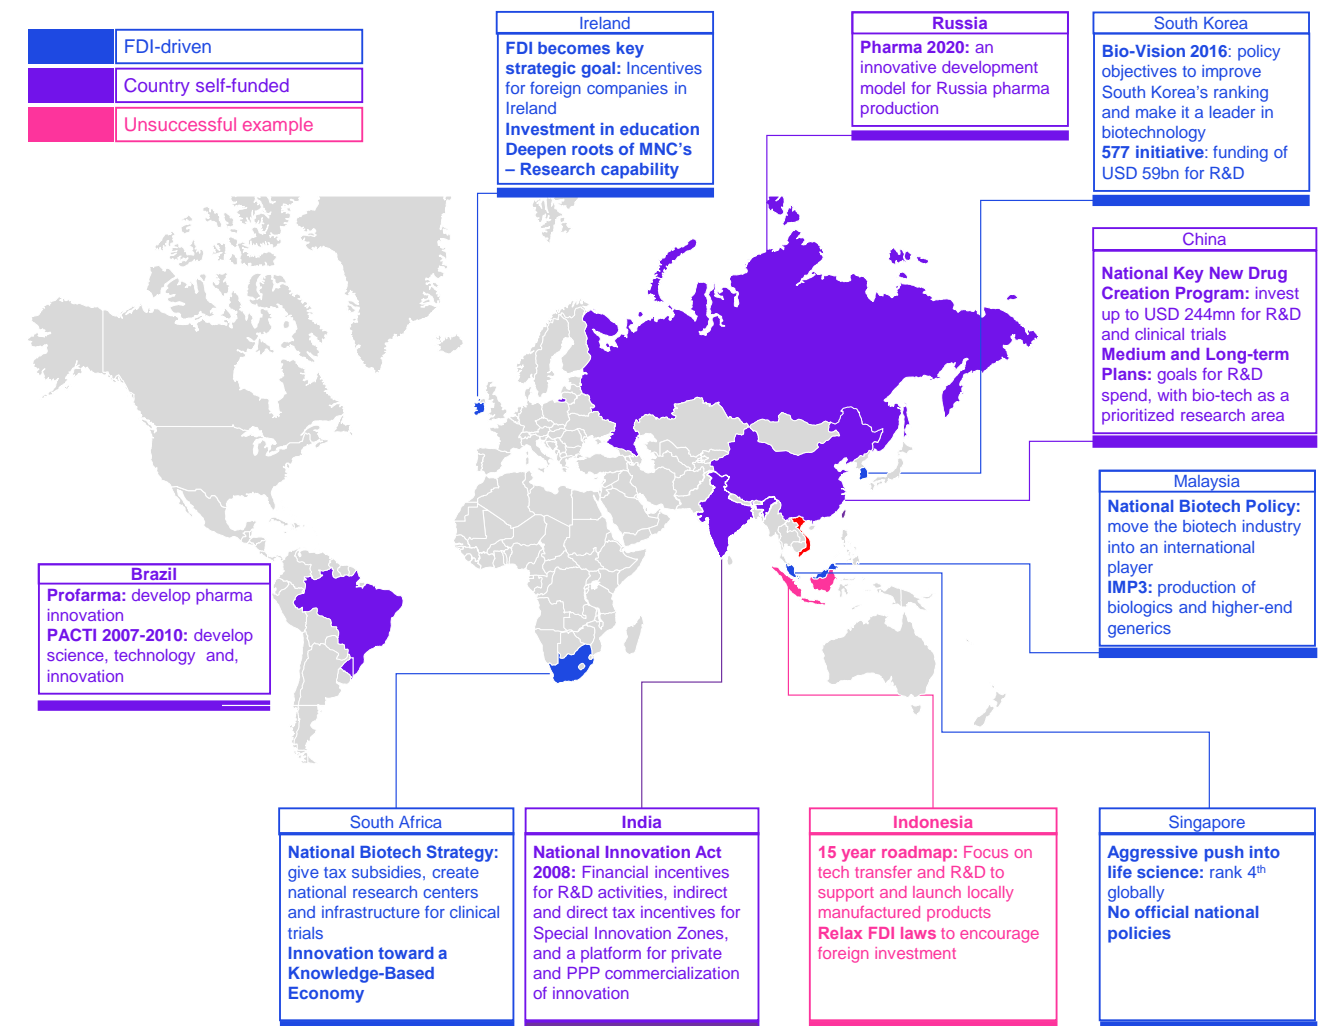 FDI-driven
Country self-funded
Unsuccessful example
Ireland
FDI becomes key
strategic goal: Incentives
for foreign companies in
Ireland
Investment in education
Deepen roots of MNC's
– Research capability
Russia
Pharma 2020: an
innovative development
model for Russia pharma
production
South Korea
Bio-Vision 2016: policy
objectives to improve
South Korea's ranking
and make it a leader in
biotechnology
577 initiative: funding of
USD 59bn for R&D
China
National Key New Drug
Creation Program: invest
up to USD 244mn for R&D
and clinical trials
Medium and Long-term
Plans: goals for R&D
spend, with bio-tech as a
prioritized research area
Malaysia
National Biotech Policy:
move the biotech industry
into an international
player
IMP3: production of
biologics and higher-end
generics
Brazil
Profarma: develop pharma
innovation
PACTI 2007-2010: develop
science, technology and,
innovation
South Africa
National Biotech Strategy:
give tax subsidies, create
national research centers
and infrastructure for clinical
trials
Innovation toward a
Knowledge-Based
Economy
India
National Innovation Act
2008: Financial incentives
for R&D activities, indirect
and direct tax incentives for
Special Innovation Zones,
and a platform for private
and PPP commercialization
of innovation
Indonesia
15 year roadmap: Focus on
tech transfer and R&D to
support and launch locally
manufactured products
Relax FDI laws to encourage
foreign investment
Singapore
Aggressive push into
life science: rank 4th
globally
No official national
policies